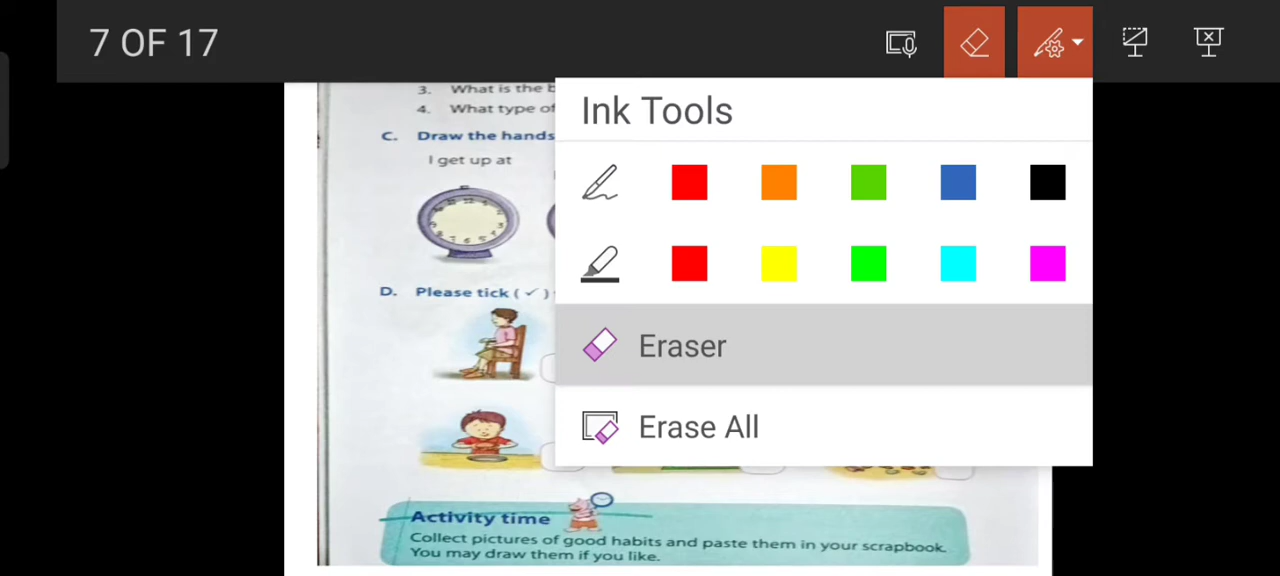 7 OF 17
3. What is the b
4. What type of
C. Draw the hands
I get up at
D. Please tick (✓)
Ink Tools
Eraser
Erase All
Activity time
Collect pictures of good habits and paste them in your scrapbook.
You may draw them if you like.